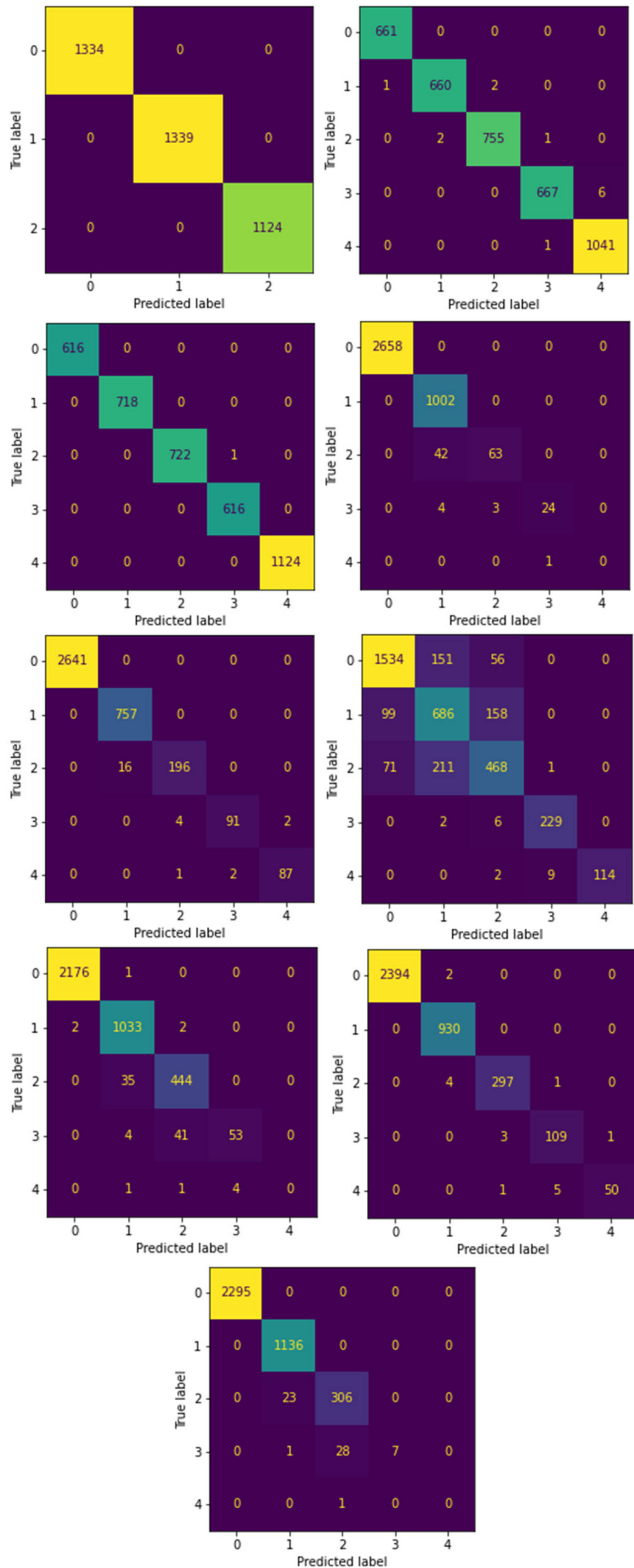 0 1334 0 0
1 0 1339 0
2 0 0 1124
0 1 2
True label
Predicted label
0 661 0 0 0 0
1 1 660 2 0 0
2 0 2 755 1 0
3 0 0 0 667 6
4 0 0 0 1 1041
0 1 2 3 4
True label
Predicted label
0 616 0 0 0 0
1 0 718 0 0 0
2 0 0 722 1 0
3 0 0 0 616 0
4 0 0 0 0 1124
0 1 2 3 4
True label
Predicted label
0 2658 0 0 0 0
1 0 1002 0 0 0
2 0 42 63 0 0
3 0 4 3 24 0
4 0 0 0 1 0
0 1 2 3 4
True label
Predicted label
0 2641 0 0 0 0
1 0 757 0 0 0
2 0 16 196 0 0
3 0 0 4 91 2
4 0 0 1 2 87
0 1 2 3 4
True label
Predicted label
0 1534 151 56 0 0
1 99 686 158 0 0
2 71 211 468 1 0
3 0 2 6 229 0
4 0 0 2 9 114
0 1 2 3 4
True label
Predicted label
0 2176 1 0 0 0
1 2 1033 2 0 0
2 0 35 444 0 0
3 0 4 41 53 0
4 0 1 1 4 0
0 1 2 3 4
True label
Predicted label
0 2394 2 0 0 0
1 0 930 0 0 0
2 0 4 297 1 0
3 0 0 3 109 1
4 0 0 1 5 50
0 1 2 3 4
True label
Predicted label
0 2295 0 0 0 0
1 0 1136 0 0 0
2 0 23 306 0 0
3 0 1 28 7 0
4 0 0 1 0 0
0 1 2 3 4
True label
Predicted label